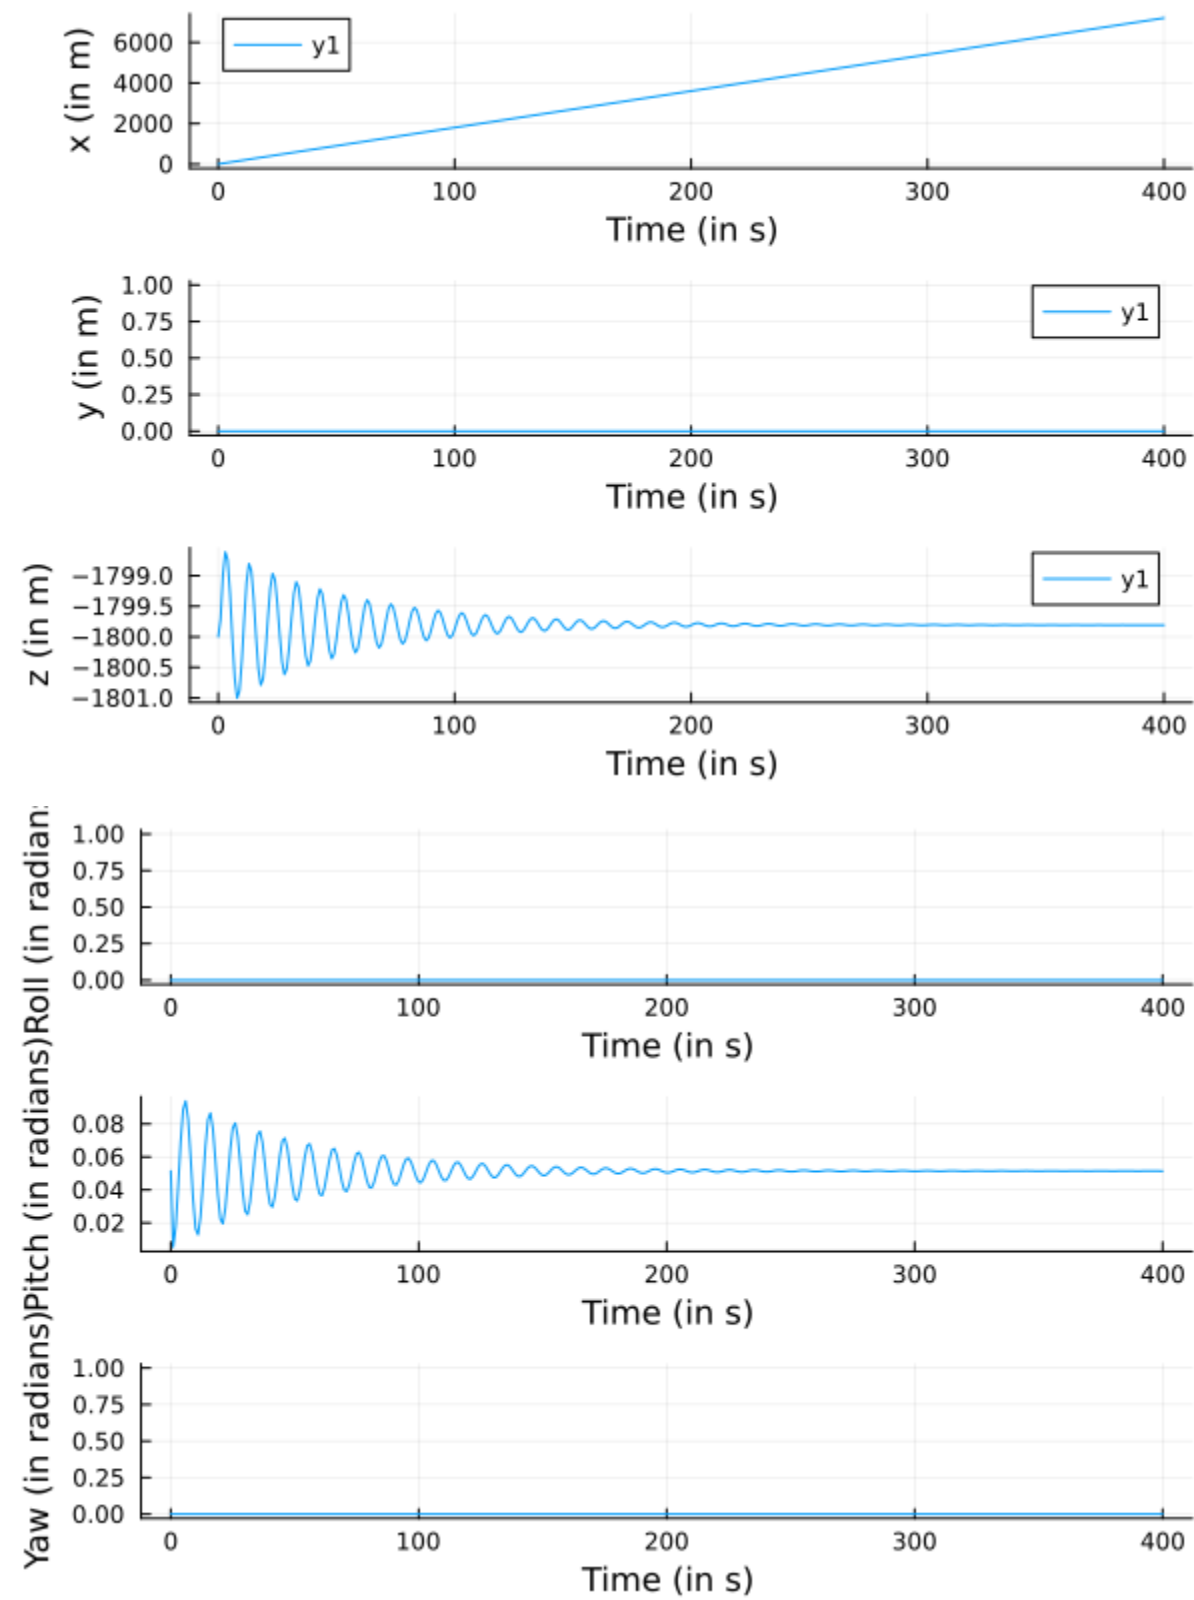 x (in m)
6000
4000
2000
0
y1
0 100 200 300 400
Time (in s)
y (in m)
1.00
0.75
0.50
0.25
0.00
y1
0 100 200 300 400
Time (in s)
z (in m)
−1799.0
−1799.5
−1800.0
−1800.5
−1801.0
y1
0 100 200 300 400
Time (in s)
Roll (in radian
1.00
0.75
0.50
0.25
0.00
0 100 200 300 400
Time (in s)
Pitch (in radians)
0.08
0.06
0.04
0.02
0 100 200 300 400
Time (in s)
Yaw (in radians)
1.00
0.75
0.50
0.25
0.00
0 100 200 300 400
Time (in s)